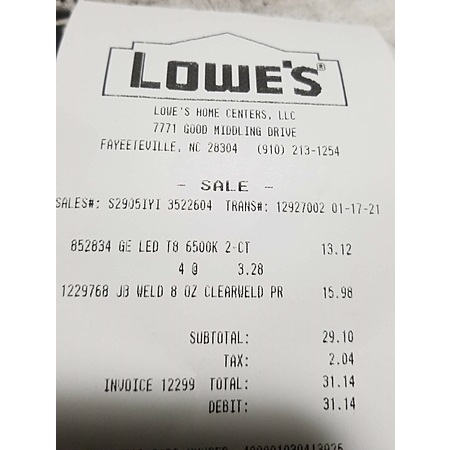 LOWE'S®
LOWE'S HOME CENTERS, LLC
7771 GOOD MIDDLING DRIVE
FAYEETEVILLE, NC 28304 (910) 213-1254
- SALE -
SALES#: S2905IY1 3522604 TRANS#: 12927002 01-17-21
852834 GE LED T8 6500K 2-CT 13.12
4 @ 3.28
1229768 JB WELD 8 OZ CLEARWELD PR 15.98
SUBTOTAL: 29.10
TAX: 2.04
INVOICE 12299 TOTAL: 31.14
DEBIT: 31.14